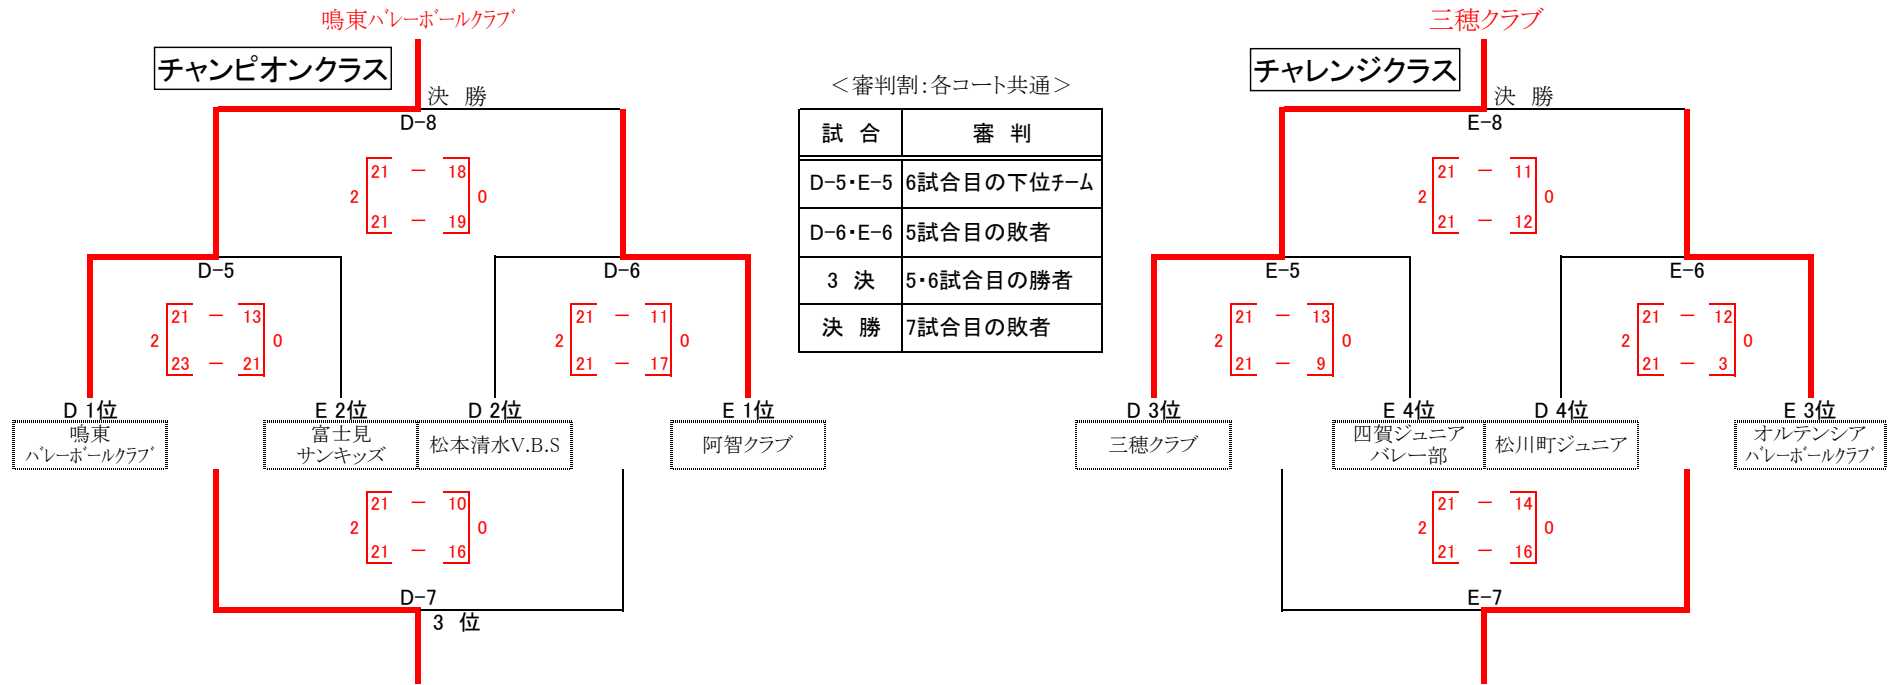 鳴東バレーボールクラブ
チャンピオンクラス
決 勝
D-8
21 － 18
2 0
21 － 19
D-5
D-6
21 － 13
2 0
23 － 21
21 － 11
2 0
21 － 17
D 1位
E 2位
D 2位
E 1位
鳴東
バレーボールクラブ
富士見
サンキッズ
松本清水V.B.S
阿智クラブ
21 － 10
2 0
21 － 16
D-7
3 位
＜審判割：各コート共通＞
試 合 審 判
D-5・E-5 6試合目の下位チーム
D-6・E-6 5試合目の敗者
3 決 5・6試合目の勝者
決 勝 7試合目の敗者
三穂クラブ
チャレンジクラス
決 勝
E-8
21 － 11
2 0
21 － 12
E-5
E-6
21 － 13
2 0
21 － 9
21 － 12
2 0
21 － 3
D 3位
E 4位
D 4位
E 3位
三穂クラブ
四賀ジュニア
バレー部
松川町ジュニア
オルテンシア
バレーボールクラブ
21 － 14
2 0
21 － 16
E-7